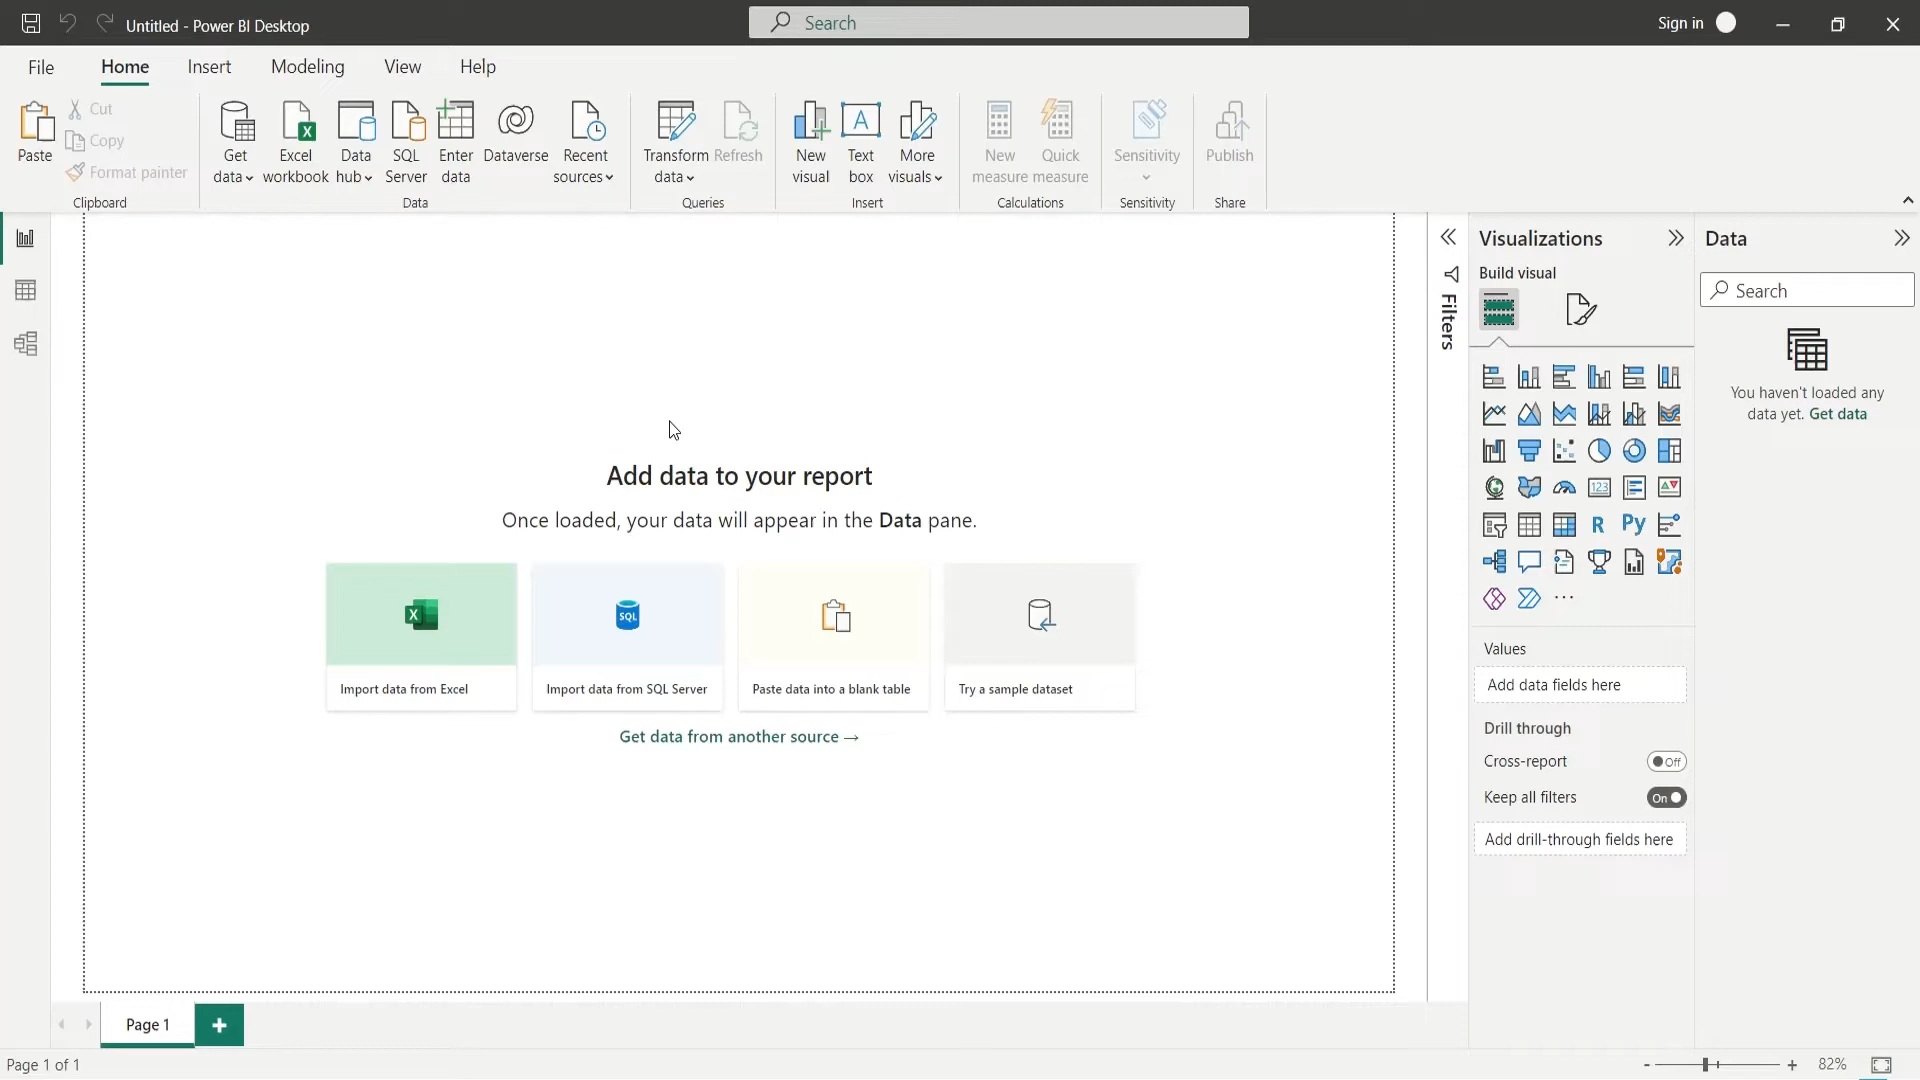 Untitled - Power BI Desktop
Search
Sign in
File Home Insert Modeling View Help
Paste
Cut
Copy
Format painter
Clipboard
Get data
Excel workbook
Data hub
SQL Server
Enter data
Dataverse
Recent sources
Data
Transform data
Refresh
Queries
New visual
Text box
More visuals
Insert
New measure
Quick measure
Calculations
Sensitivity
Sensitivity
Publish
Share
Add data to your report
Once loaded, your data will appear in the Data pane.
X
SQL
Import data from Excel
Import data from SQL Server
Paste data into a blank table
Try a sample dataset
Get data from another source →
Filters
Visualizations
Build visual
123
R
Py
Values
Add data fields here
Drill through
Cross-report
Off
Keep all filters
On
Add drill-through fields here
Data
Search
You haven't loaded any
data yet. Get data
Page 1
Page 1 of 1
- + 82%